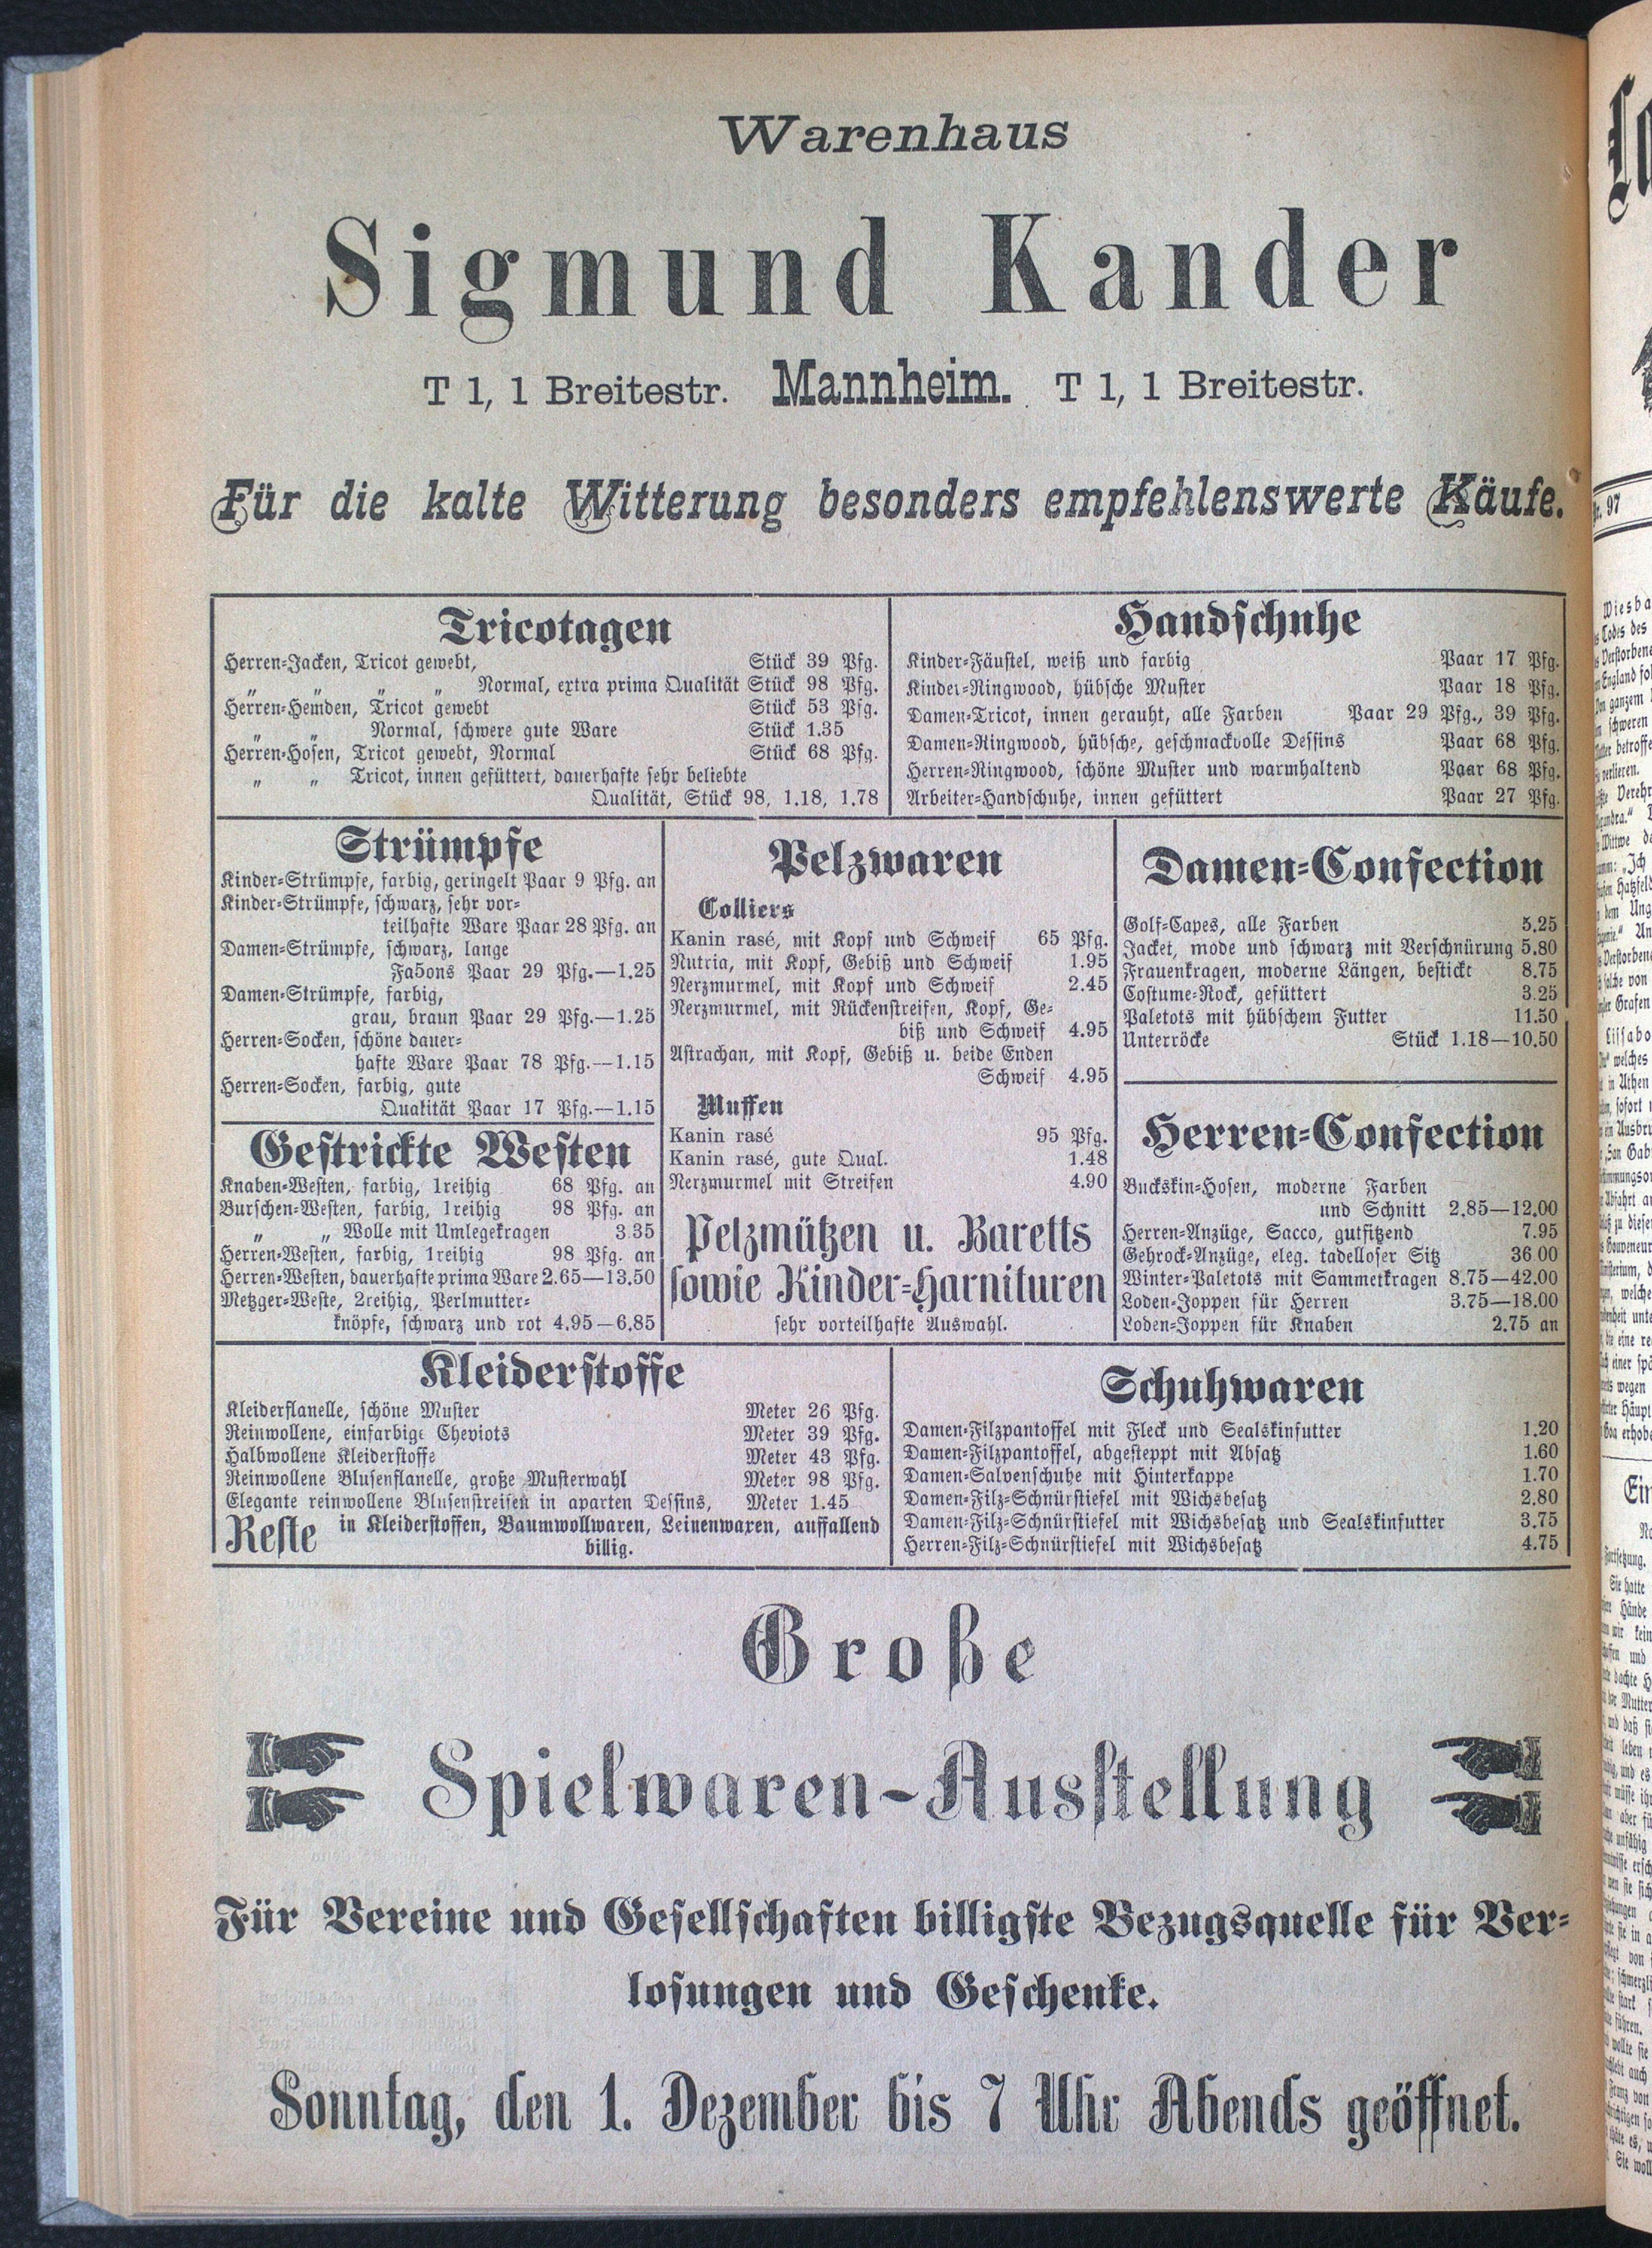 Warenhaus
Sigmund Kander
T 1, 1 Breitestr. Mannheim. T 1, 1 Breitestr.
Für die kalte Witterung besonders empfehlenswerte Käufe.
Tricotagen
Herren-Jacken, Tricot gewebt, Stück 39 Pfg.
„ „ „ „ Normal, extra prima Qualität Stück 98 Pfg.
Herren-Hemden, Tricot gewebt Stück 53 Pfg.
„ „ Normal, schwere gute Ware Stück 1.35
Herren-Hosen, Tricot gewebt, Normal Stück 68 Pfg.
„ „ Tricot, innen gefüttert, dauerhafte sehr beliebte
Qualität, Stück 98, 1.18, 1.78
Handschuhe
Kinder-Fäustel, weiß und farbig Paar 17 Pfg.
Kinder-Ringwood, hübsche Muster Paar 18 Pfg.
Damen-Tricot, innen gerauht, alle Farben Paar 29 Pfg., 39 Pfg.
Damen-Ringwood, hübsche, geschmackvolle Dessins Paar 68 Pfg.
Herren-Ringwood, schöne Muster und warmhaltend Paar 68 Pfg.
Arbeiter-Handschuhe, innen gefüttert Paar 27 Pfg.
Strümpfe
Kinder-Strümpfe, farbig, geringelt Paar 9 Pfg. an
Kinder-Strümpfe, schwarz, sehr vor-
teilhafte Ware Paar 28 Pfg. an
Damen-Strümpfe, schwarz, lange
Fa5ons Paar 29 Pfg.—1.25
Damen-Strümpfe, farbig,
grau, braun Paar 29 Pfg.—1.25
Herren-Socken, schöne dauer-
hafte Ware Paar 78 Pfg.—1.15
Herren-Socken, farbig, gute
Qualität Paar 17 Pfg.—1.15
Gestrickte Westen
Knaben-Westen, farbig, 1reihig 68 Pfg. an
Burschen-Westen, farbig, 1reihig 98 Pfg. an
„ „ Wolle mit Umlegekragen 3.35
Herren-Westen, farbig, 1reihig 98 Pfg. an
Herren-Westen, dauerhafte prima Ware 2.65—13.50
Metzger-Weste, 2reihig, Perlmutter-
knöpfe, schwarz und rot 4.95—6.85
Pelzwaren
Colliers
Kanin rasé, mit Kopf und Schweif 65 Pfg.
Nutria, mit Kopf, Gebiß und Schweif 1.95
Nerzmurmel, mit Kopf und Schweif 2.45
Nerzmurmel, mit Rückenstreifen, Kopf, Ge-
biß und Schweif 4.95
Astrachan, mit Kopf, Gebiß u. beide Enden
Schweif 4.95
Muffen
Kanin rasé 95 Pfg.
Kanin rasé, gute Qual. 1.48
Nerzmurmel mit Streifen 4.90
Pelzmützen u. Baretts
sowie Kinder-Harnituren
sehr vorteilhafte Auswahl.
Damen-Confection
Golf-Capes, alle Farben 5.25
Jacket, mode und schwarz mit Verschnürung 5.80
Frauenkragen, moderne Längen, bestickt 8.75
Costume-Rock, gefüttert 3.25
Paletots mit hübschem Futter 11.50
Unterröcke Stück 1.18—10.50
Herren-Confection
Buckskin-Hosen, moderne Farben
und Schnitt 2.85—12.00
Herren-Anzüge, Sacco, gutsitzend 7.95
Gehrock-Anzüge, eleg. tadelloser Sitz 36 00
Winter-Paletots mit Sammetkragen 8.75—42.00
Loden-Joppen für Herren 3.75—18.00
Loden-Joppen für Knaben 2.75 an
Kleiderstoffe
Kleiderflanelle, schöne Muster Meter 26 Pfg.
Reinwollene, einfarbige Cheviots Meter 39 Pfg.
Halbwollene Kleiderstoffe Meter 43 Pfg.
Reinwollene Blusenflanelle, große Musterwahl Meter 98 Pfg.
Elegante reinwollene Blusenstreifen in aparten Dessins, Meter 1.45
Reste in Kleiderstoffen, Baumwollwaren, Leinenwaren, auffallend
billig.
Schuhwaren
Damen-Filzpantoffel mit Fleck und Sealskinfutter 1.20
Damen-Filzpantoffel, abgesteppt mit Absatz 1.60
Damen-Salvenschuhe mit Hinterkappe 1.70
Damen-Filz-Schnürstiefel mit Wichsbesatz 2.80
Damen-Filz-Schnürstiefel mit Wichsbesatz und Sealskinfutter 3.75
Herren-Filz-Schnürstiefel mit Wichsbesatz 4.75
Große
Spielwaren-Ausstellung
Für Vereine und Gesellschaften billigste Bezugsquelle für Ver-
losungen und Geschenke.
Sonntag, den 1. Dezember bis 7 Uhr Abends geöffnet.
97